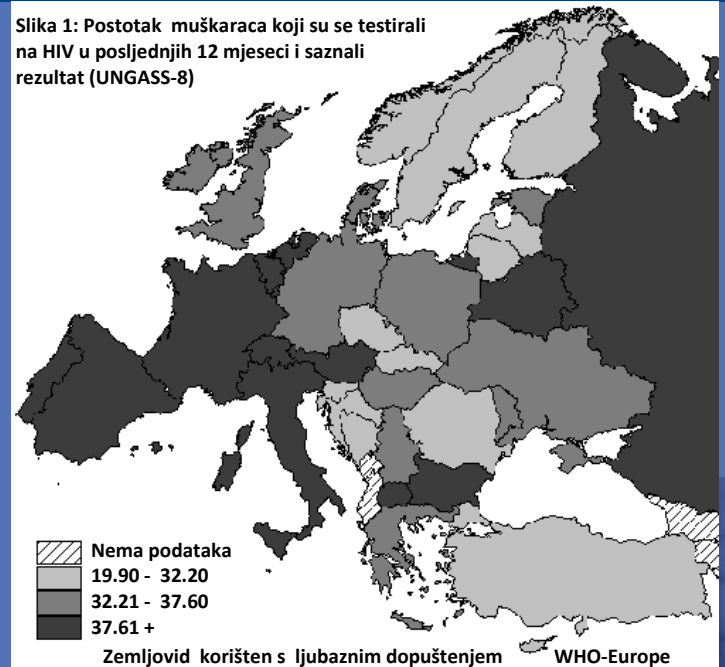 Slika 1: Postotak muškaraca koji su se testirali
na HIV u posljednjih 12 mjeseci i saznali
rezultat (UNGASS-8)
Nema podataka
19.90 - 32.20
32.21 - 37.60
37.61 +
Zemljovid korišten s ljubaznim dopuštenjem WHO-Europe